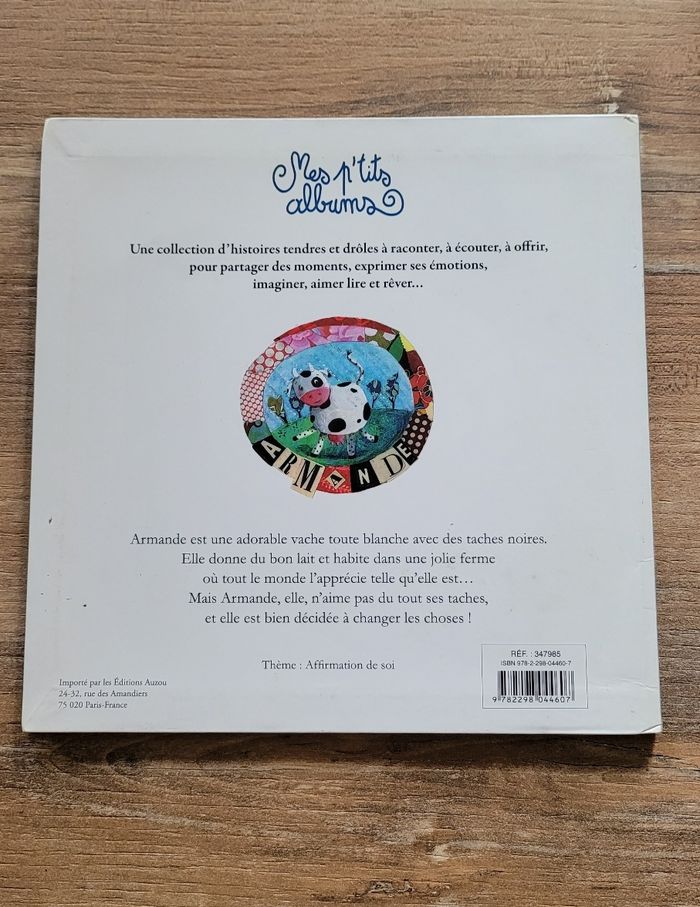 Mes p'tits
albums
Une collection d'histoires tendres et drôles à raconter, à écouter, à offrir,
pour partager des moments, exprimer ses émotions,
imaginer, aimer lire et rêver...
ARMANDE
Armande est une adorable vache toute blanche avec des taches noires.
Elle donne du bon lait et habite dans une jolie ferme
où tout le monde l'apprécie telle qu'elle est...
Mais Armande, elle, n'aime pas du tout ses taches,
et elle est bien décidée à changer les choses !
Thème : Affirmation de soi
Importé par les Éditions Auzou
24-32, rue des Amandiers
75 020 Paris-France
RÉF. : 347985
ISBN 978-2-298-04460-7
9 782298 044607